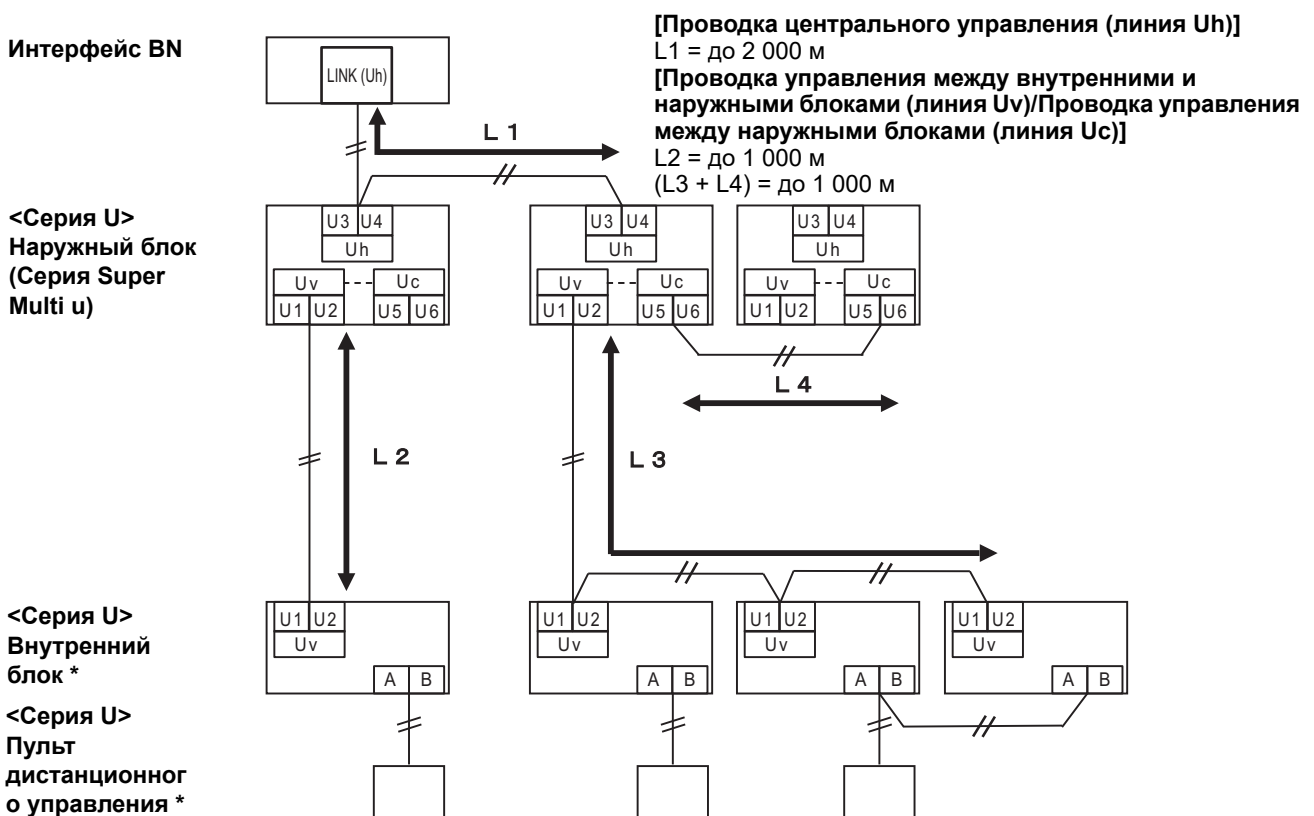 Интерфейс BN
LINK (Uh)
[Проводка центрального управления (линия Uh)]
L1 = до 2 000 м
[Проводка управления между внутренними и
наружными блоками (линия Uv)/Проводка управления
между наружными блоками (линия Uc)]
L2 = до 1 000 м
(L3 + L4) = до 1 000 м
L 1
<Серия U>
Наружный блок
(Серия Super
Multi u)
U3 U4 U3 U4 U3 U4
Uh Uh Uh
Uv Uc Uv Uc Uv Uc
U1 U2 U5 U6 U1 U2 U5 U6 U1 U2 U5 U6
L 4
L 2
L 3
<Серия U>
Внутренний
блок *
U1 U2 U1 U2 U1 U2 U1 U2
Uv Uv Uv Uv
A B A B A B A B
<Серия U>
Пульт
дистанционног
о управления *